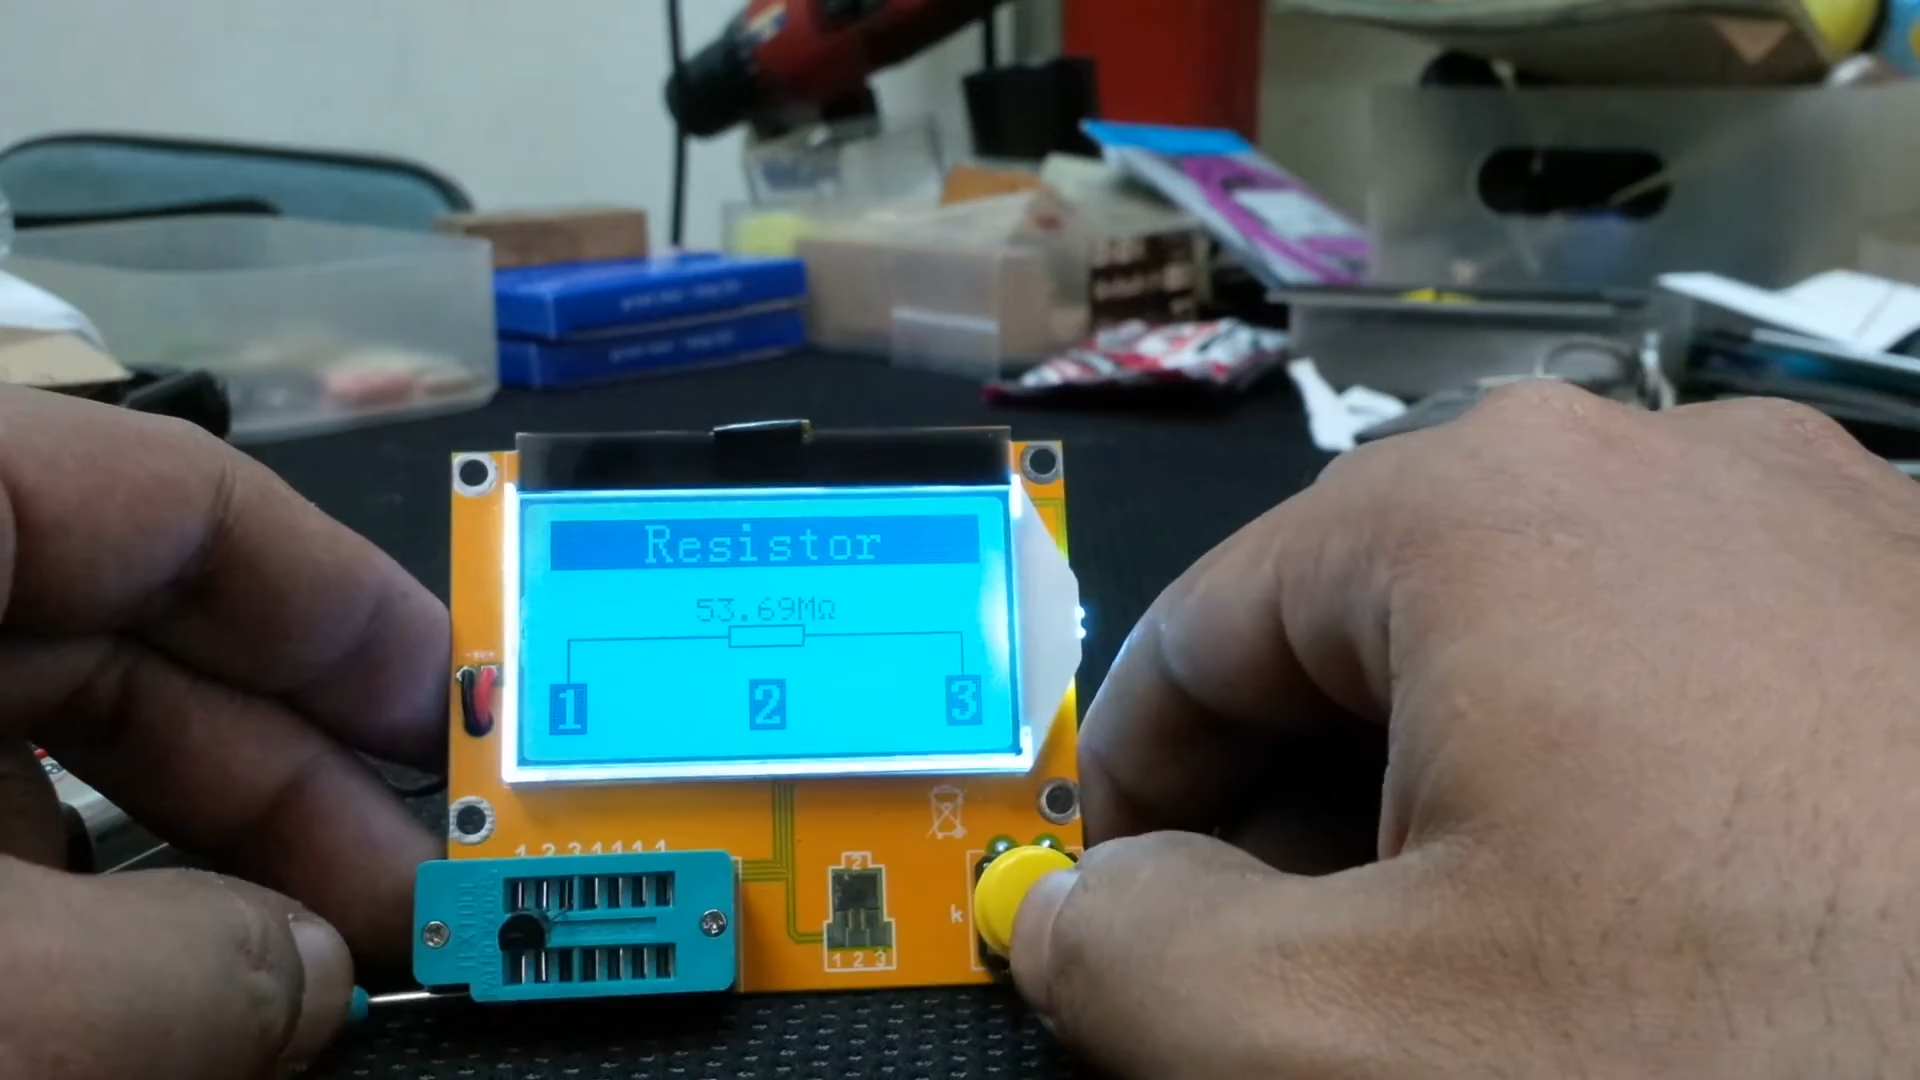 Resistor
53.69MΩ
1 2 3
1 2 3 1 1 1 1
2
k
1 2 3